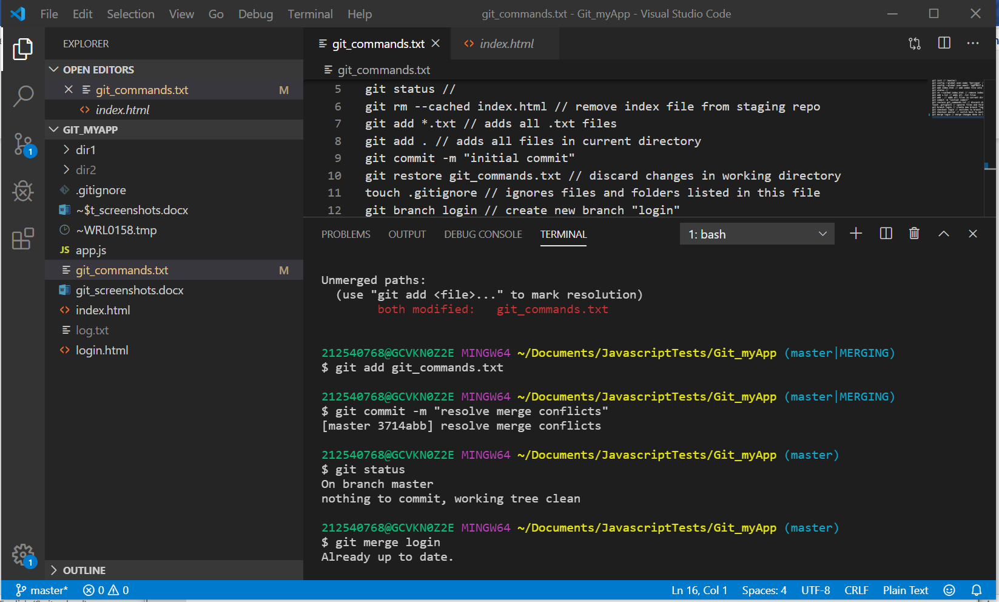 File Edit Selection View Go Debug Terminal Help git_commands.txt - Git_myApp - Visual Studio Code
EXPLORER
OPEN EDITORS
git_commands.txt M
index.html
GIT_MYAPP
dir1
dir2
.gitignore
~$t_screenshots.docx
~WRL0158.tmp
JS app.js
git_commands.txt M
git_screenshots.docx
index.html
log.txt
login.html
OUTLINE
1
1
git_commands.txt index.html
git_commands.txt
5 git status //
6 git rm --cached index.html // remove index file from staging repo
7 git add *.txt // adds all .txt files
8 git add . // adds all files in current directory
9 git commit -m "initial commit"
10 git restore git_commands.txt // discard changes in working directory
11 touch .gitignore // ignores files and folders listed in this file
12 git branch login // create new branch "login"
PROBLEMS OUTPUT DEBUG CONSOLE TERMINAL 1: bash
Unmerged paths:
(use "git add <file>..." to mark resolution)
both modified: git_commands.txt
212540768@GCVKN0Z2E MINGW64 ~/Documents/JavascriptTests/Git_myApp (master|MERGING)
$ git add git_commands.txt
212540768@GCVKN0Z2E MINGW64 ~/Documents/JavascriptTests/Git_myApp (master|MERGING)
$ git commit -m "resolve merge conflicts"
[master 3714abb] resolve merge conflicts
212540768@GCVKN0Z2E MINGW64 ~/Documents/JavascriptTests/Git_myApp (master)
$ git status
On branch master
nothing to commit, working tree clean
212540768@GCVKN0Z2E MINGW64 ~/Documents/JavascriptTests/Git_myApp (master)
$ git merge login
Already up to date.
master* 0 0 Ln 16, Col 1 Spaces: 4 UTF-8 CRLF Plain Text